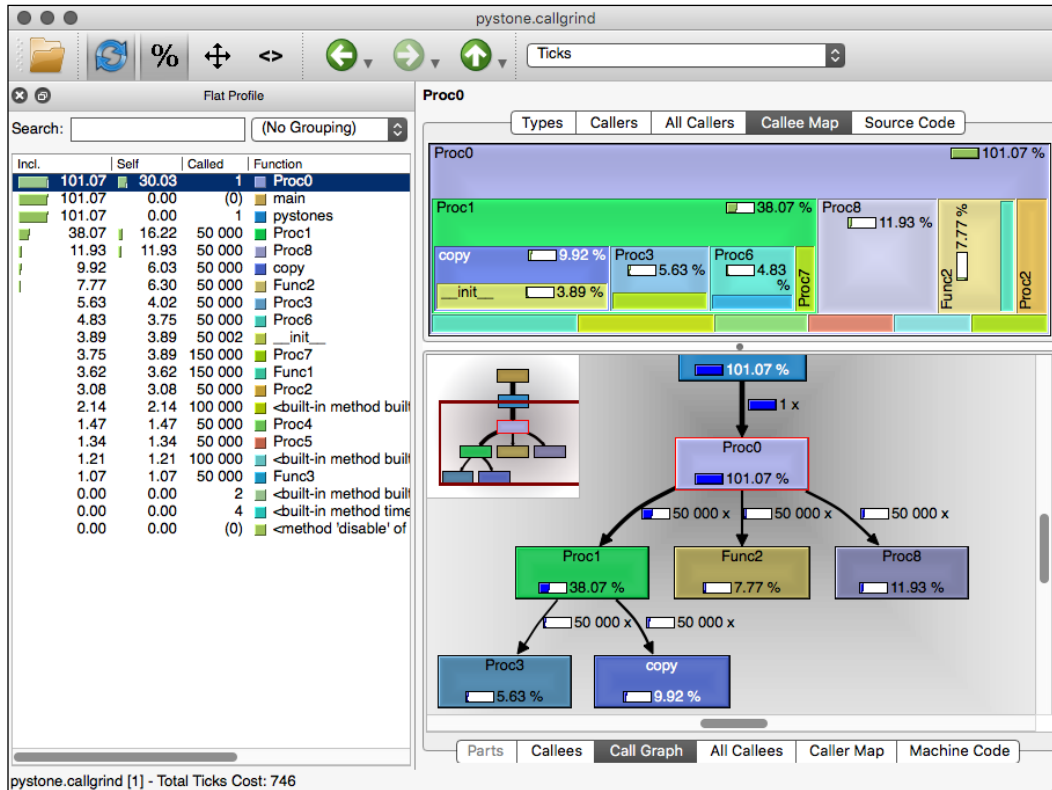 pystone.callgrind
% <> Ticks
Flat Profile
Search: (No Grouping)
Incl. Self Called Function
101.07 30.03 1 Proc0
101.07 0.00 (0) main
101.07 0.00 1 pystones
38.07 16.22 50 000 Proc1
11.93 11.93 50 000 Proc8
9.92 6.03 50 000 copy
7.77 6.30 50 000 Func2
5.63 4.02 50 000 Proc3
4.83 3.75 50 000 Proc6
3.89 3.89 50 002 __init__
3.75 3.89 150 000 Proc7
3.62 3.62 150 000 Func1
3.08 3.08 50 000 Proc2
2.14 2.14 100 000 <built-in method buil
1.47 1.47 50 000 Proc4
1.34 1.34 50 000 Proc5
1.21 1.21 100 000 <built-in method buil
1.07 1.07 50 000 Func3
0.00 0.00 2 <built-in method buil
0.00 0.00 4 <built-in method time
0.00 0.00 (0) <method 'disable' of
Proc0
Types Callers All Callers Callee Map Source Code
Proc0 101.07 %
Proc1 38.07 %
copy 9.92 %
__init__ 3.89 %
Proc3
5.63 %
Proc6
4.83
%
Proc7
Proc8
11.93 %
Func2 7.77 %
Proc2
101.07 %
1 x
Proc0
101.07 %
50 000 x 50 000 x 50 000 x
Proc1 Func2 Proc8
38.07 % 7.77 % 11.93 %
50 000 x 50 000 x
Proc3 copy
5.63 % 9.92 %
Parts Callees Call Graph All Callees Caller Map Machine Code
pystone.callgrind [1] - Total Ticks Cost: 746